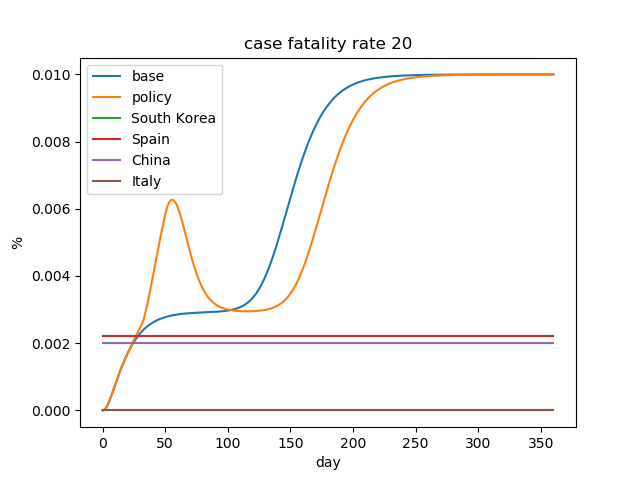 case fatality rate 20
%
0.010
0.008
0.006
0.004
0.002
0.000
base
policy
South Korea
Spain
China
Italy
0
50
100
150
200
250
300
350
day